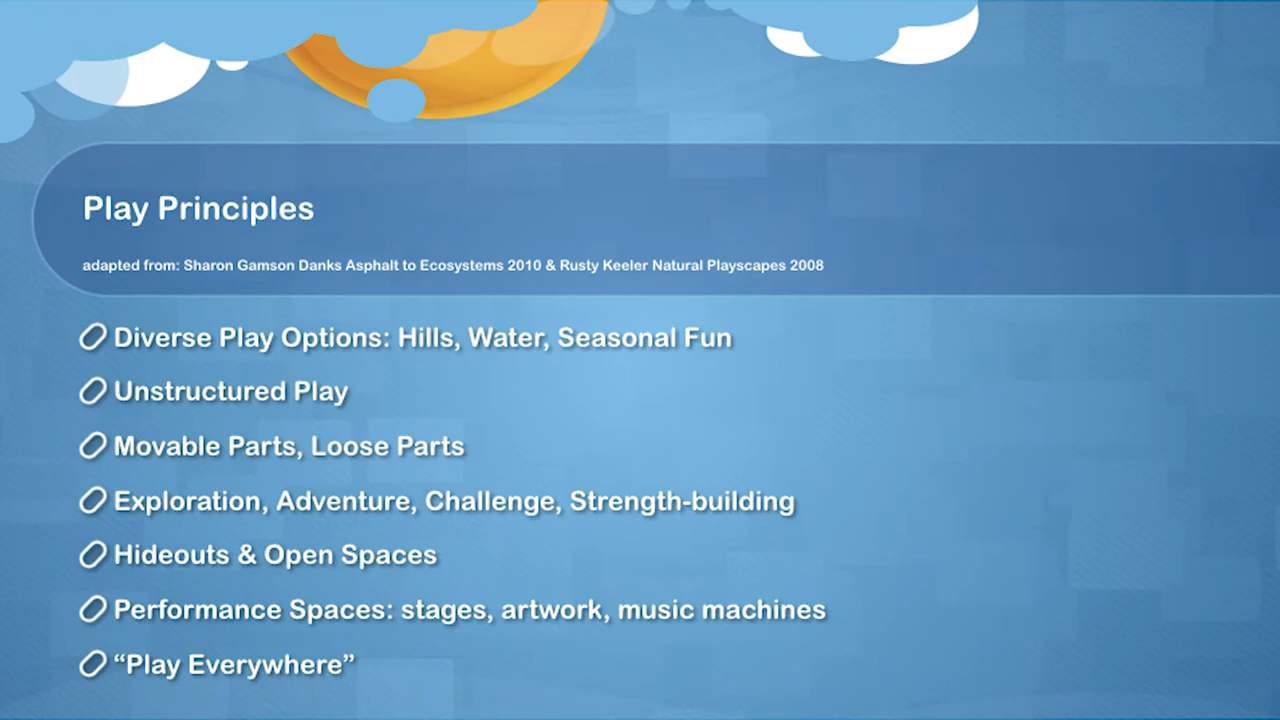 Play Principles
adapted from: Sharon Gamson Danks Asphalt to Ecosystems 2010 & Rusty Keeler Natural Playscapes 2008
Diverse Play Options: Hills, Water, Seasonal Fun
Unstructured Play
Movable Parts, Loose Parts
Exploration, Adventure, Challenge, Strength-building
Hideouts & Open Spaces
Performance Spaces: stages, artwork, music machines
“Play Everywhere”